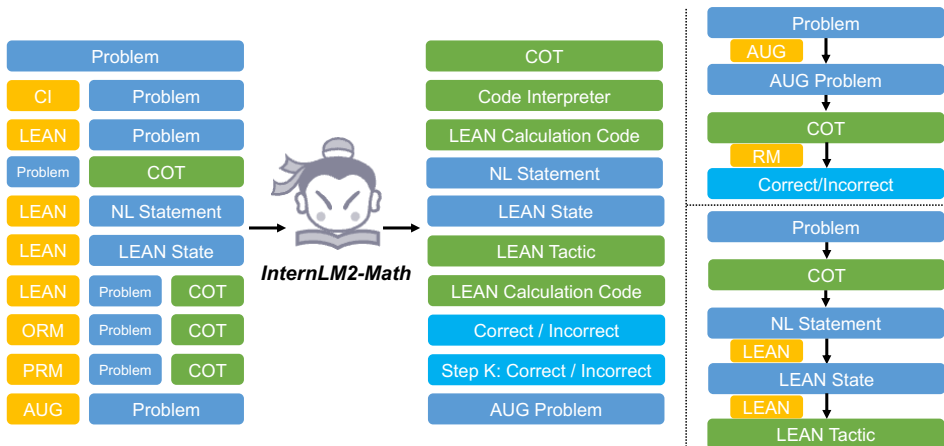 Problem
CI Problem
LEAN Problem
Problem COT
LEAN NL Statement
LEAN LEAN State
LEAN Problem COT
ORM Problem COT
PRM Problem COT
AUG Problem
InternLM2-Math
COT
Code Interpreter
LEAN Calculation Code
NL Statement
LEAN State
LEAN Tactic
LEAN Calculation Code
Correct / Incorrect
Step K: Correct / Incorrect
AUG Problem
Problem
AUG
AUG Problem
COT
RM
Correct/Incorrect
Problem
COT
NL Statement
LEAN
LEAN State
LEAN
LEAN Tactic